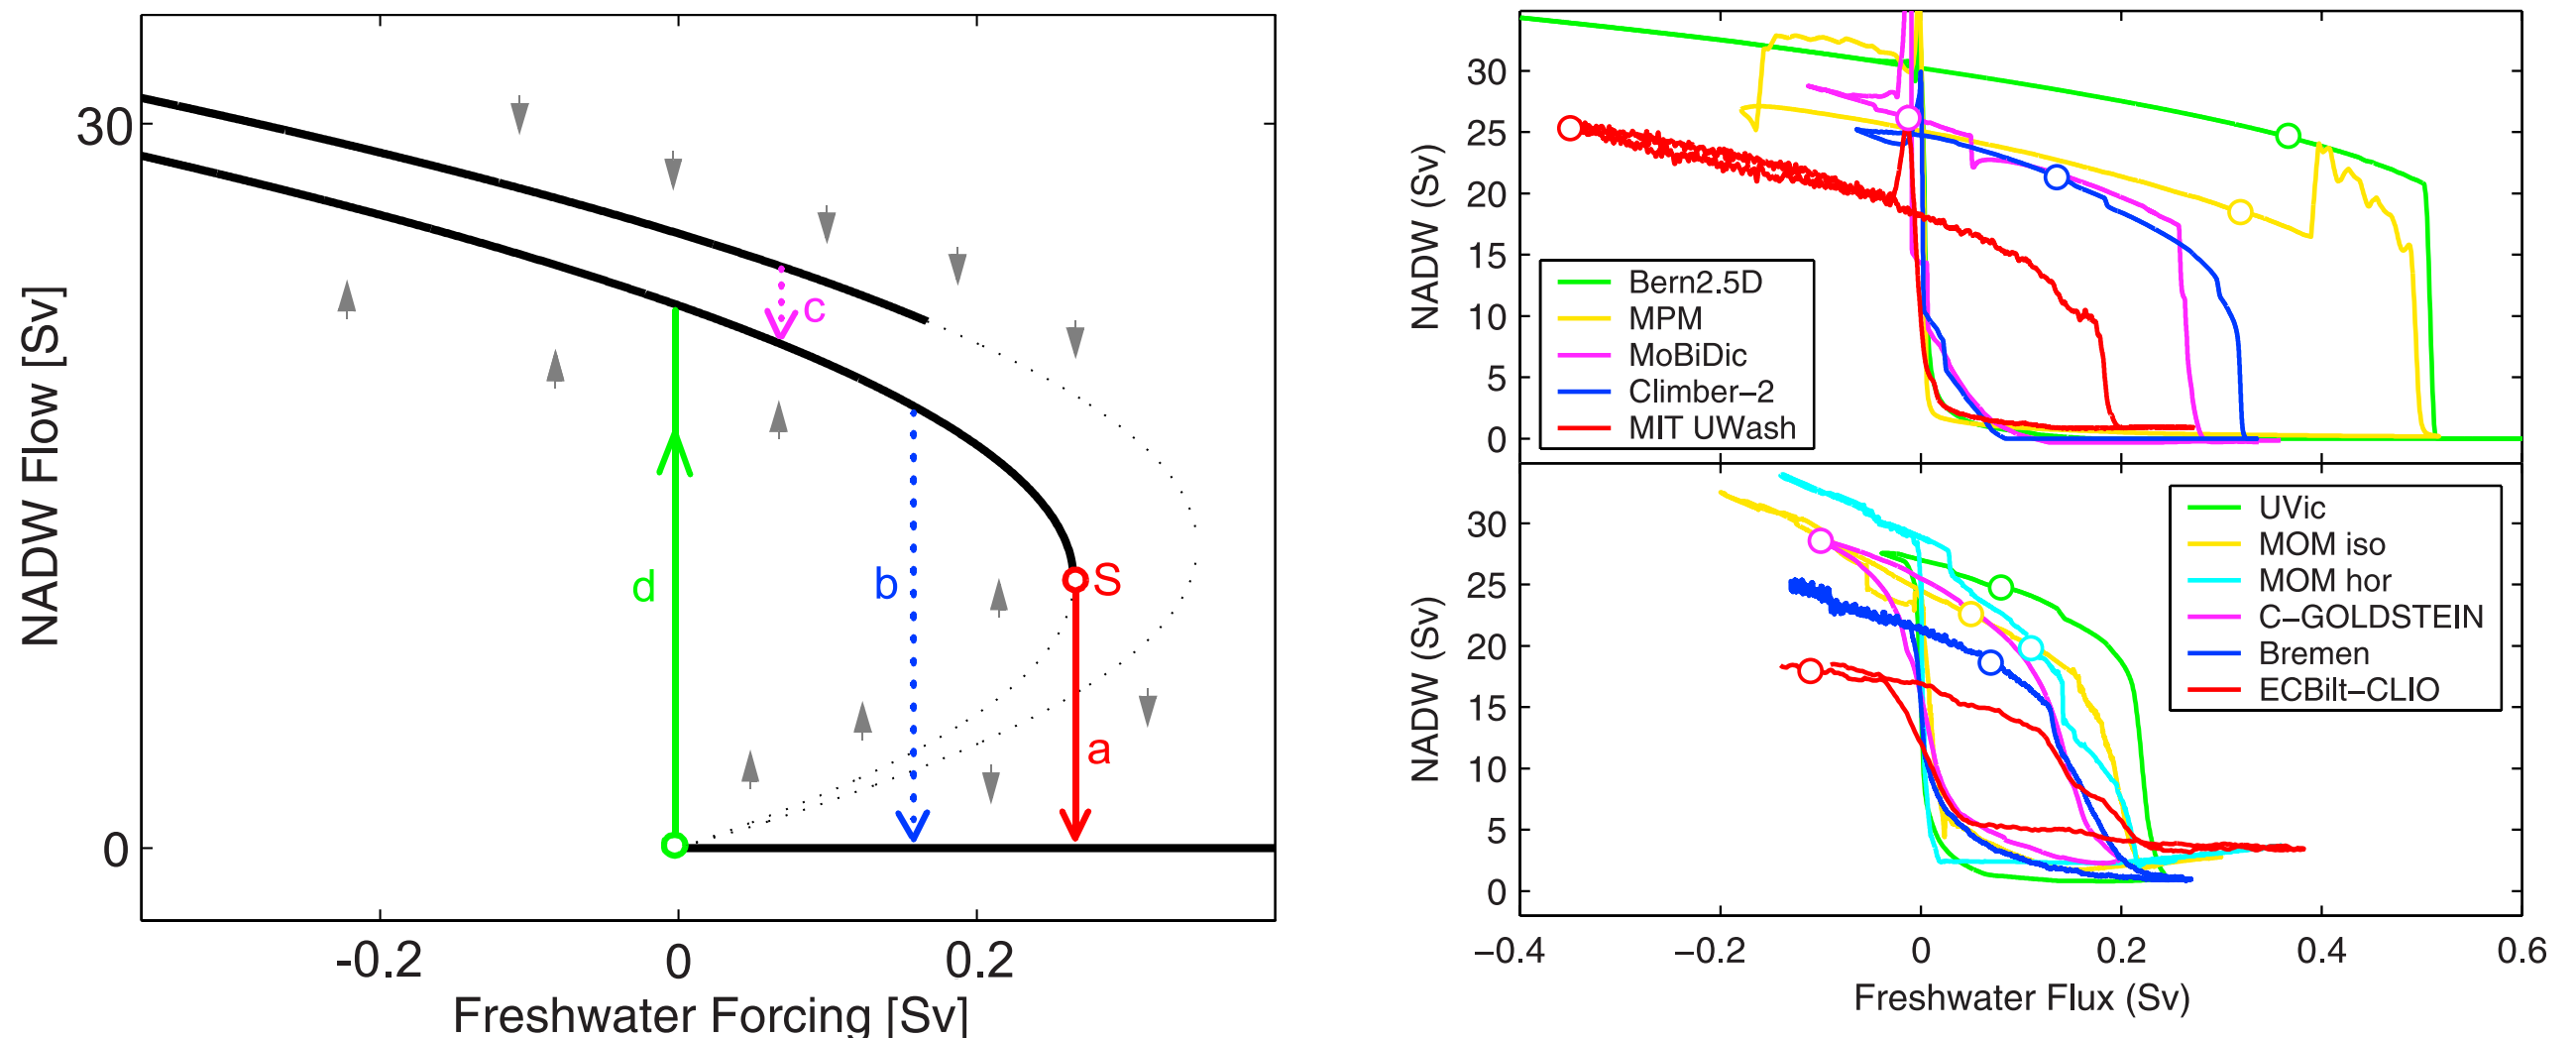 NADW Flow [Sv]
30
0
-0.2
0
0.2
Freshwater Forcing [Sv]
a
b
c
d
S
NADW (Sv)
30
25
20
15
10
5
0
Bern2.5D
MPM
MoBiDic
Climber−2
MIT UWash
NADW (Sv)
30
25
20
15
10
5
0
UVic
MOM iso
MOM hor
C−GOLDSTEIN
Bremen
ECBilt−CLIO
−0.4
−0.2
0
0.2
0.4
0.6
Freshwater Flux (Sv)